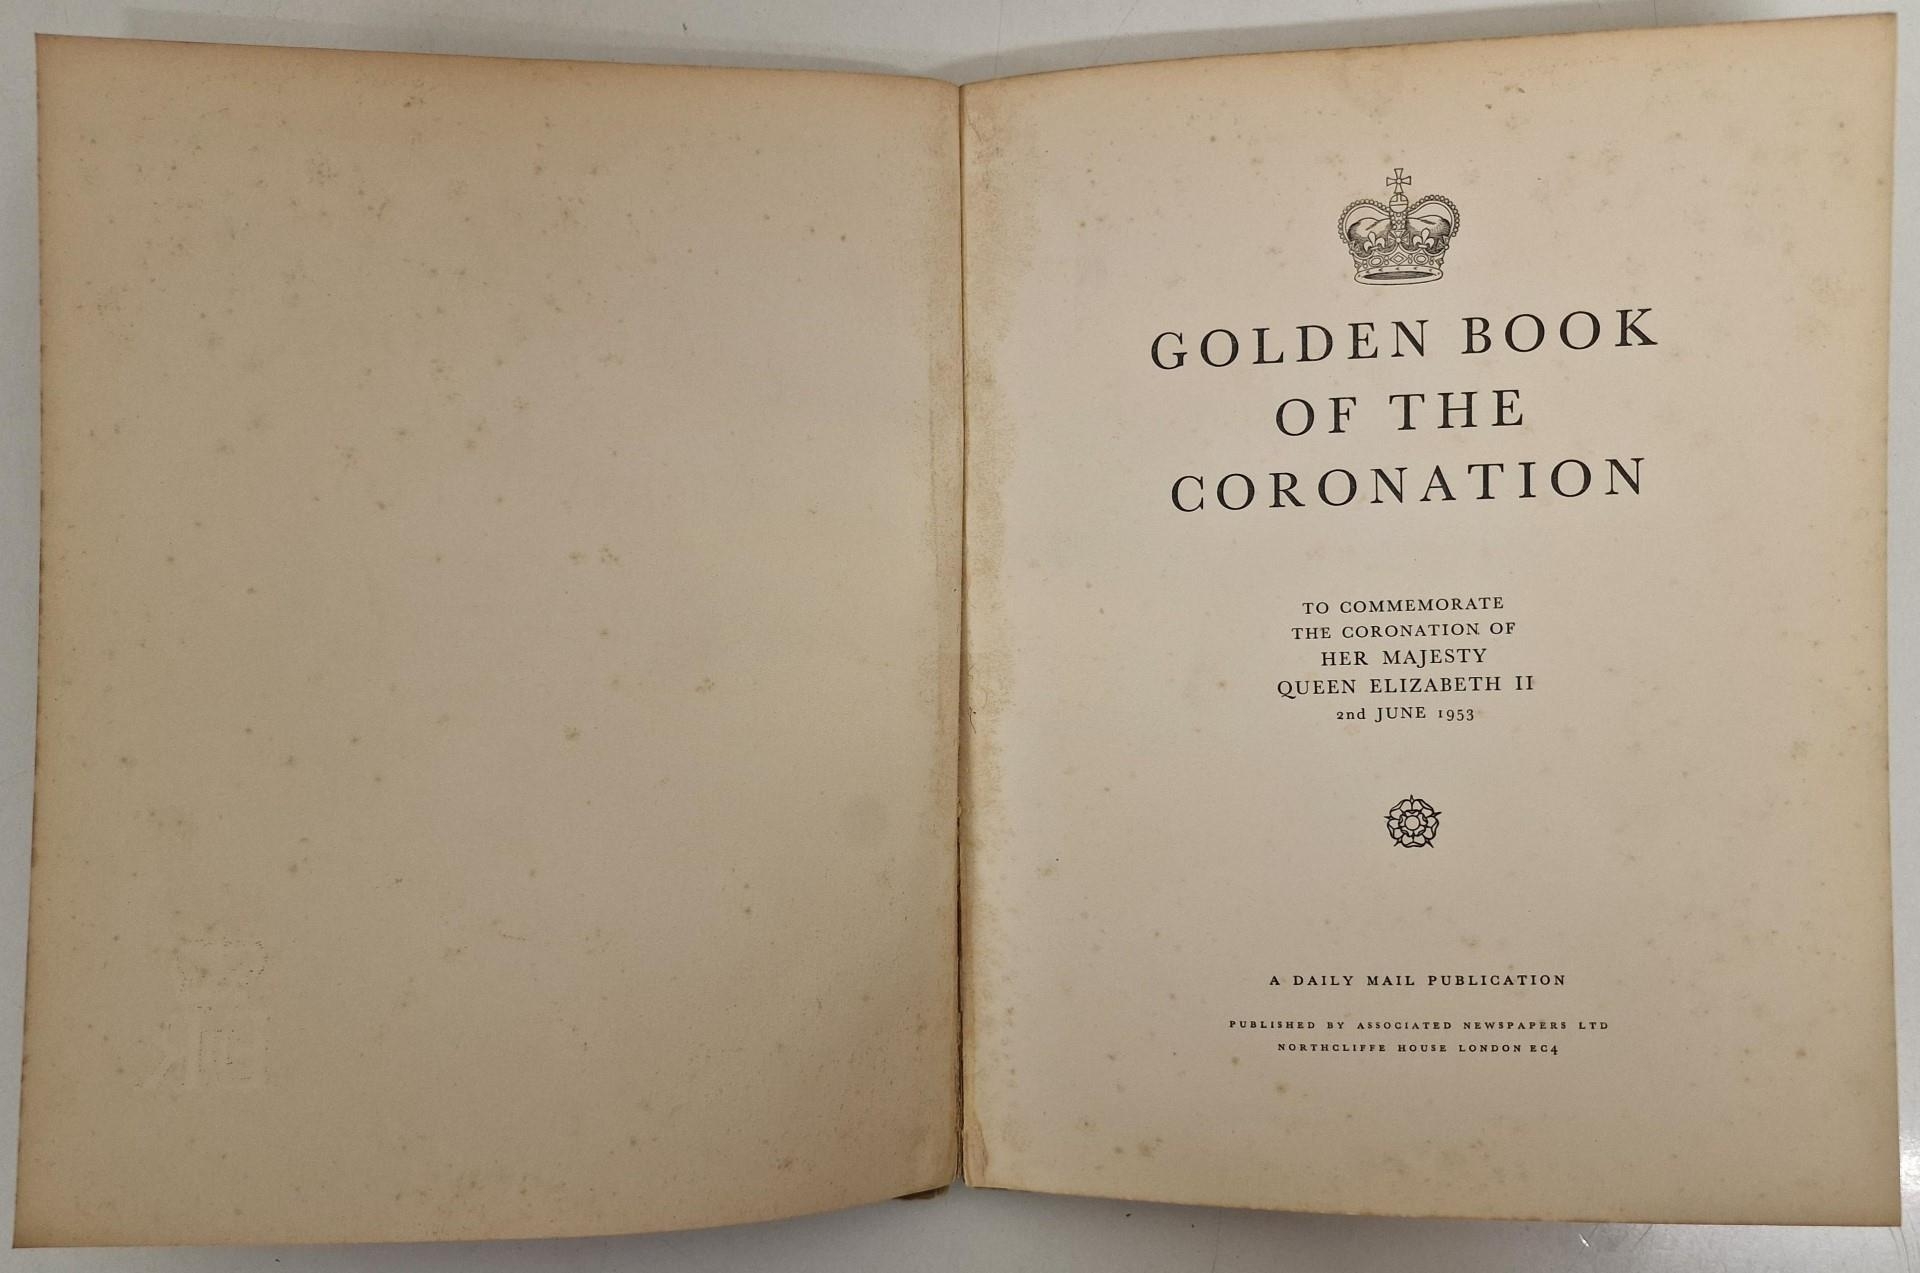 GOLDEN BOOK
OF THE
CORONATION
TO COMMEMORATE
THE CORONATION OF
HER MAJESTY
QUEEN ELIZABETH II
2nd JUNE 1953
A DAILY MAIL PUBLICATION
PUBLISHED BY ASSOCIATED NEWSPAPERS LTD
NORTHCLIFFE HOUSE LONDON EC4